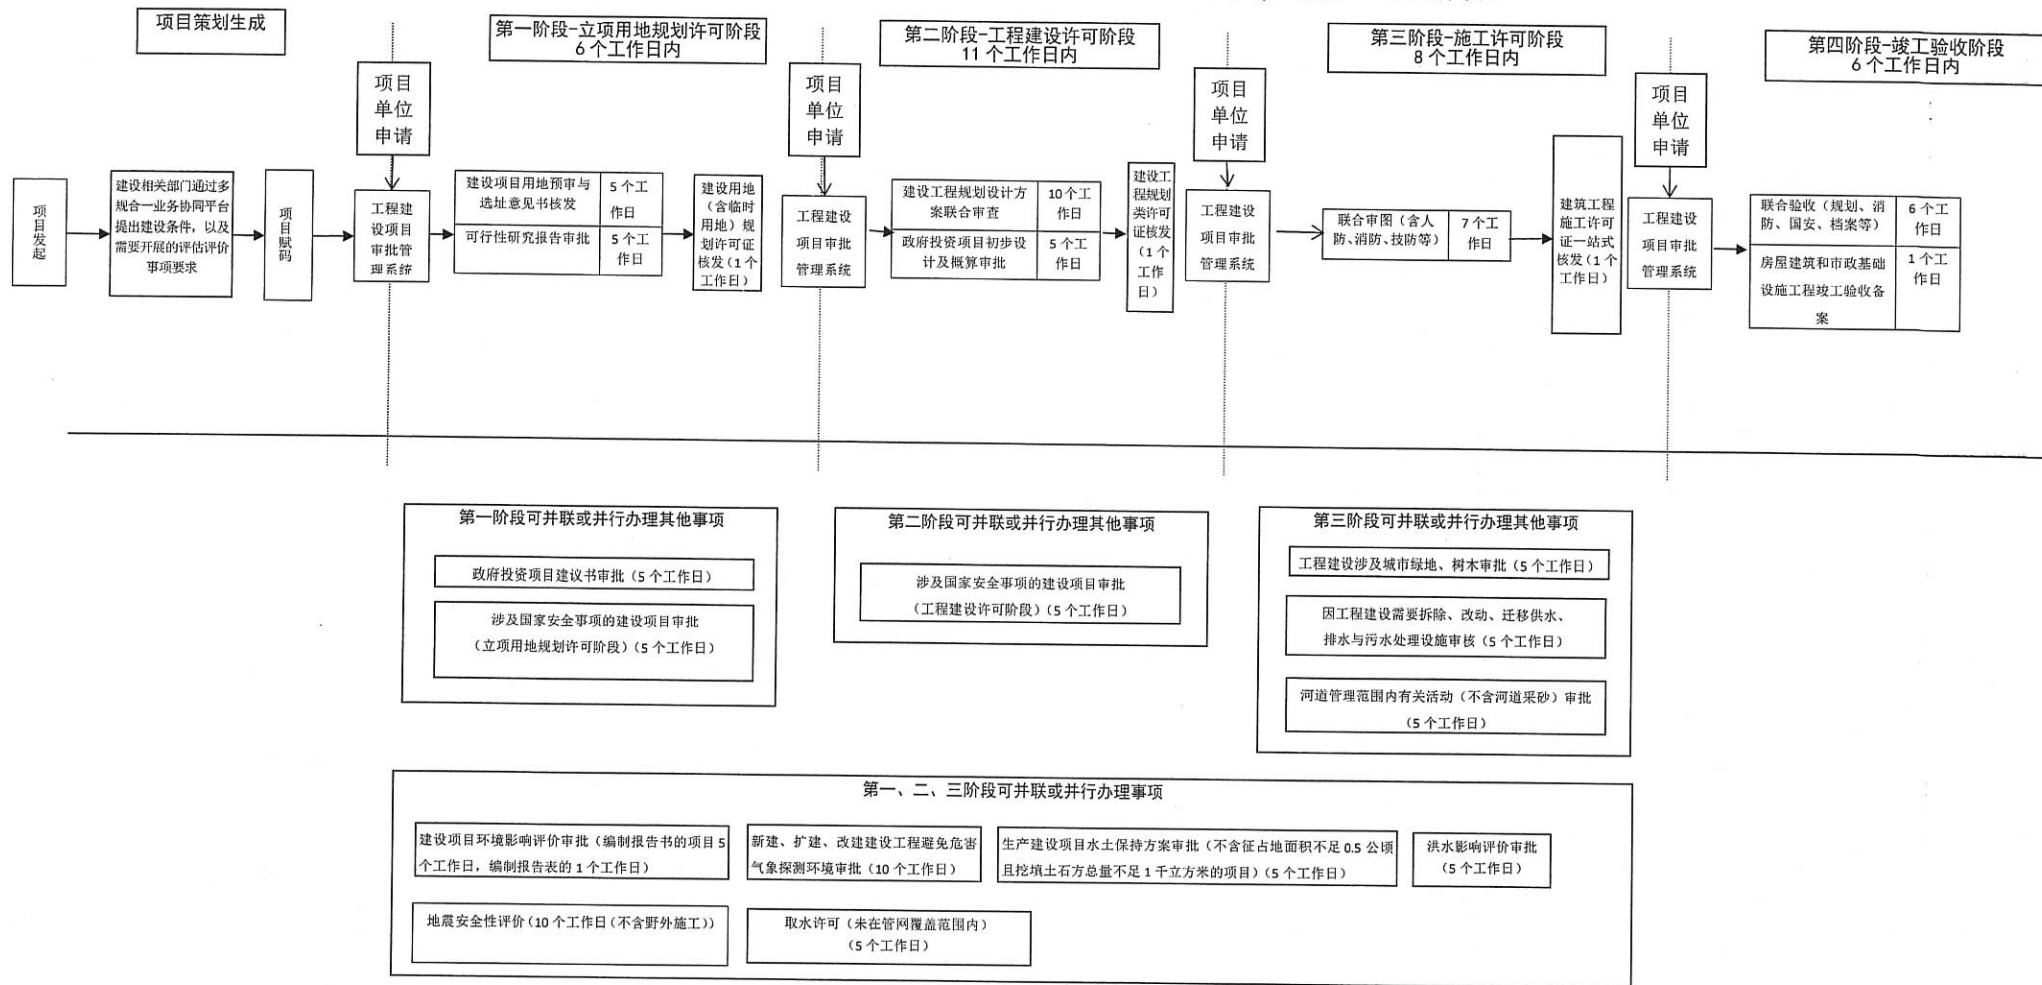 项目策划生成
第一阶段-立项用地规划许可阶段
6 个工作日内
第二阶段-工程建设许可阶段
11 个工作日内
第三阶段-施工许可阶段
8 个工作日内
第四阶段-竣工验收阶段
6 个工作日内
项目
单位
申请
项目
单位
申请
项目
单位
申请
项目
单位
申请
项目发起
建设相关部门通过多
规合一业务协同平台
提出建设条件，以及
需要开展的评估评价
事项要求
项目赋码
工程建
设项目
审批管
理系统
建设项目用地预审与
选址意见书核发
5 个工
作日
可行性研究报告审批
5 个工
作日
建设用地
（含临时
用地）规
划许可证
核发（1 个
工作日）
工程建设
项目审批
管理系统
建设工程规划设计方
案联合审查
10 个工
作日
政府投资项目初步设
计及概算审批
5 个工
作日
建设工
程规划
类许可
证核发
（1 个
工作
日）
工程建设
项目审批
管理系统
联合审图（含人
防、消防、技防等）
7 个工
作日
建筑工程
施工许可
证一站式
核发（1 个
工作日）
工程建设
项目审批
管理系统
联合验收（规划、消
防、国安、档案等）
6 个工
作日
房屋建筑和市政基础
设施工程竣工验收备
案
1 个工
作日
第一阶段可并联或并行办理其他事项
政府投资项目建议书审批（5 个工作日）
涉及国家安全事项的建设项目审批
（立项用地规划许可阶段）（5 个工作日）
第二阶段可并联或并行办理其他事项
涉及国家安全事项的建设项目审批
（工程建设许可阶段）（5 个工作日）
第三阶段可并联或并行办理其他事项
工程建设涉及城市绿地、树木审批（5 个工作日）
因工程建设需要拆除、改动、迁移供水、
排水与污水处理设施审核（5 个工作日）
河道管理范围内有关活动（不含河道采砂）审批
（5 个工作日）
第一、二、三阶段可并联或并行办理事项
建设项目环境影响评价审批（编制报告书的项目 5
个工作日，编制报告表的 1 个工作日）
新建、扩建、改建建设工程避免危害
气象探测环境审批（10 个工作日）
生产建设项目水土保持方案审批（不含征占地面积不足 0.5 公顷
且挖填土石方总量不足 1 千立方米的项目）（5 个工作日）
洪水影响评价审批
（5 个工作日）
地震安全性评价（10 个工作日（不含野外施工））
取水许可（未在管网覆盖范围内）
（5 个工作日）